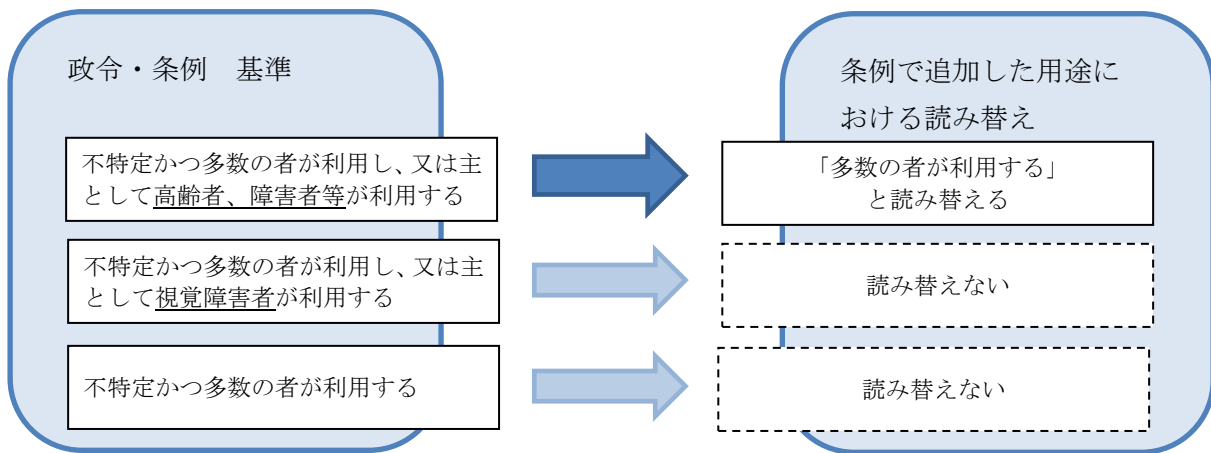 政令・条例　基準
条例で追加した用途に
おける読み替え
不特定かつ多数の者が利用し、又は主
として高齢者、障害者等が利用する
「多数の者が利用する」
と読み替える
不特定かつ多数の者が利用し、又は主
として視覚障害者が利用する
読み替えない
不特定かつ多数の者が利用する
読み替えない